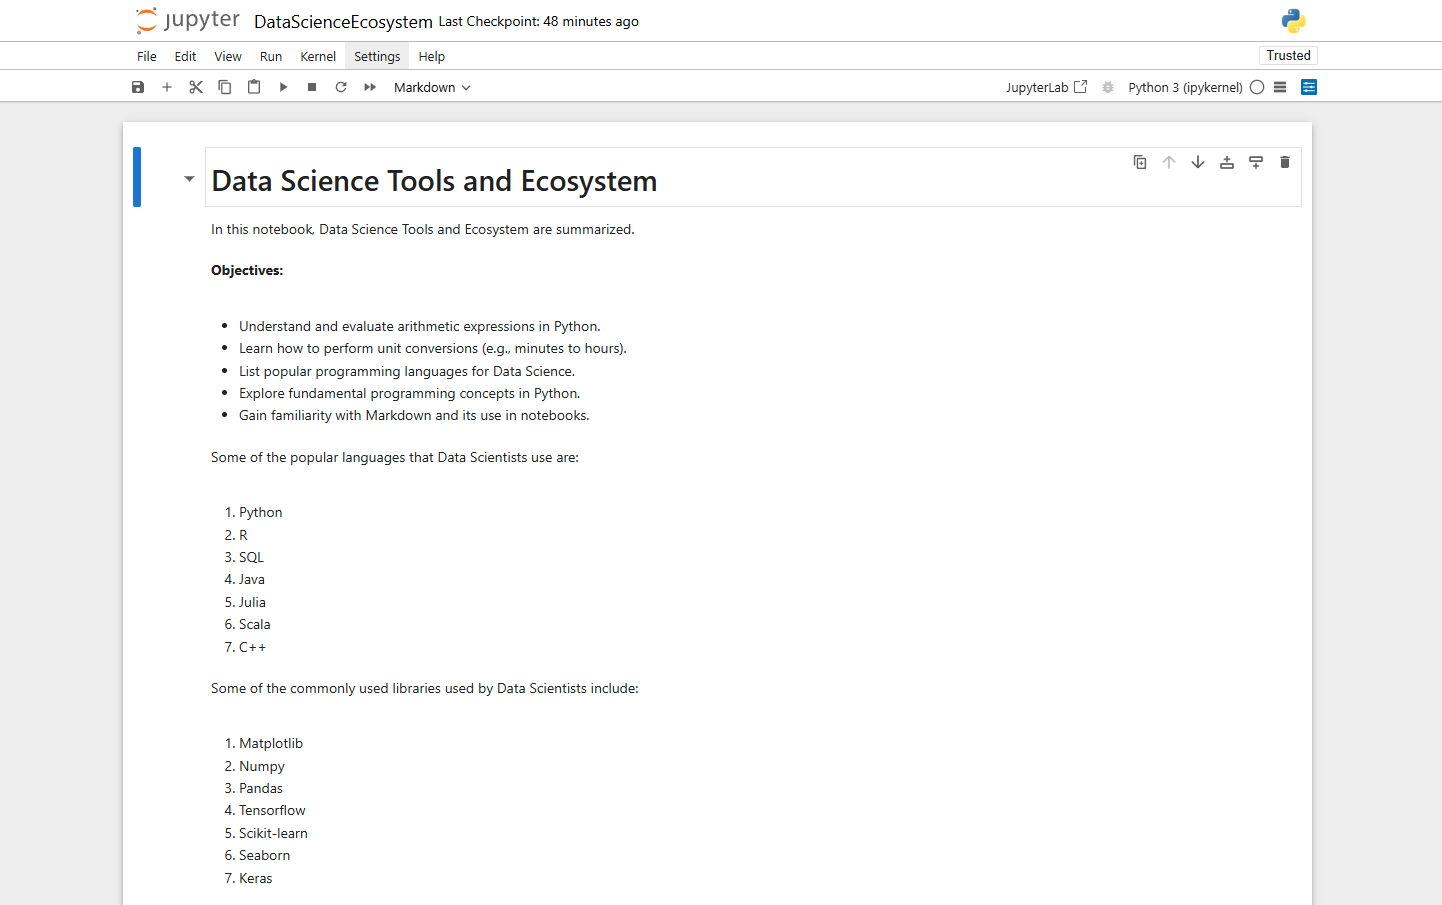 jupyter DataScienceEcosystem Last Checkpoint: 48 minutes ago
File Edit View Run Kernel Settings Help Trusted
Markdown JupyterLab Python 3 (ipykernel)
Data Science Tools and Ecosystem
In this notebook, Data Science Tools and Ecosystem are summarized.
Objectives:
• Understand and evaluate arithmetic expressions in Python.
• Learn how to perform unit conversions (e.g., minutes to hours).
• List popular programming languages for Data Science.
• Explore fundamental programming concepts in Python.
• Gain familiarity with Markdown and its use in notebooks.
Some of the popular languages that Data Scientists use are:
1. Python
2. R
3. SQL
4. Java
5. Julia
6. Scala
7. C++
Some of the commonly used libraries used by Data Scientists include:
1. Matplotlib
2. Numpy
3. Pandas
4. Tensorflow
5. Scikit-learn
6. Seaborn
7. Keras